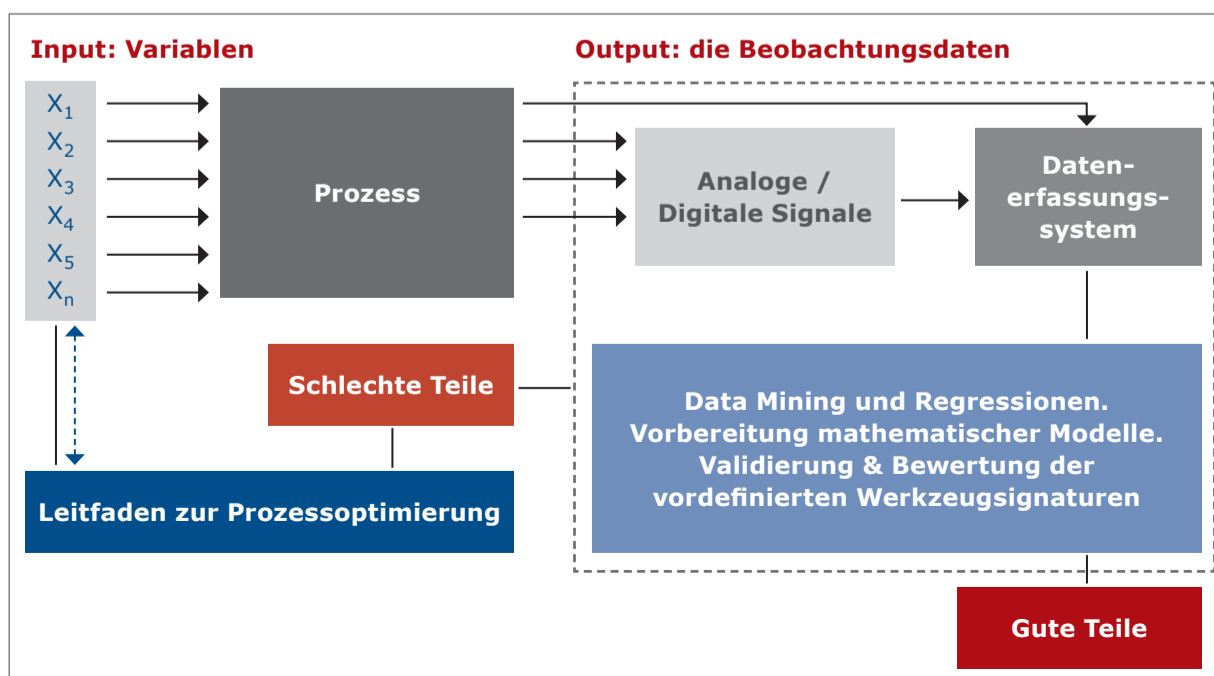 Input: Variablen
Output: die Beobachtungsdaten
X1
X2
X3
X4
X5
Xn
Prozess
Analoge /
Digitale Signale
Daten-
erfassungs-
system
Schlechte Teile
Data Mining und Regressionen.
Vorbereitung mathematischer Modelle.
Validierung & Bewertung der
vordefinierten Werkzeugsignaturen
Leitfaden zur Prozessoptimierung
Gute Teile